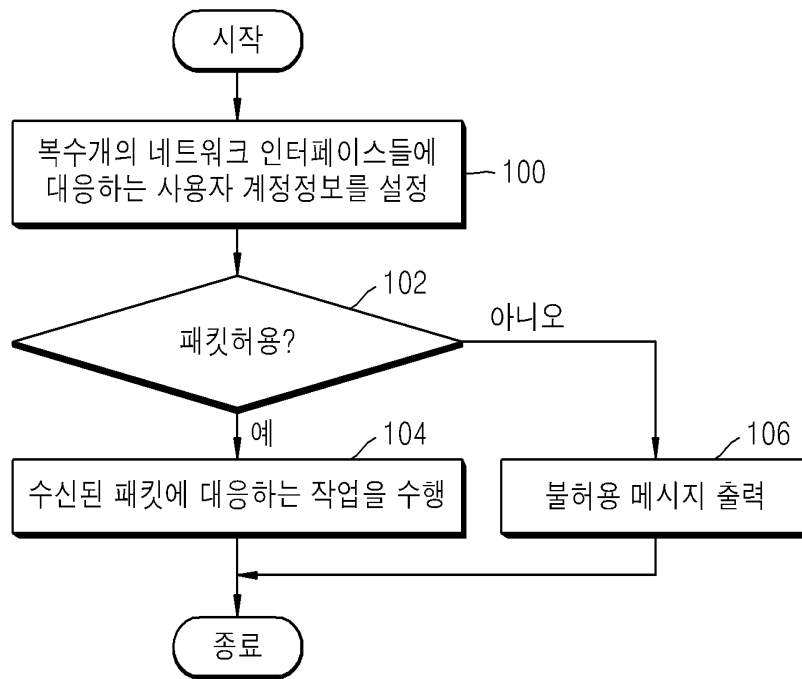 시작
복수개의 네트워크 인터페이스들에
대응하는 사용자 계정정보를 설정
100
102
패킷허용?
아니오
예
104
수신된 패킷에 대응하는 작업을 수행
106
불허용 메시지 출력
종료